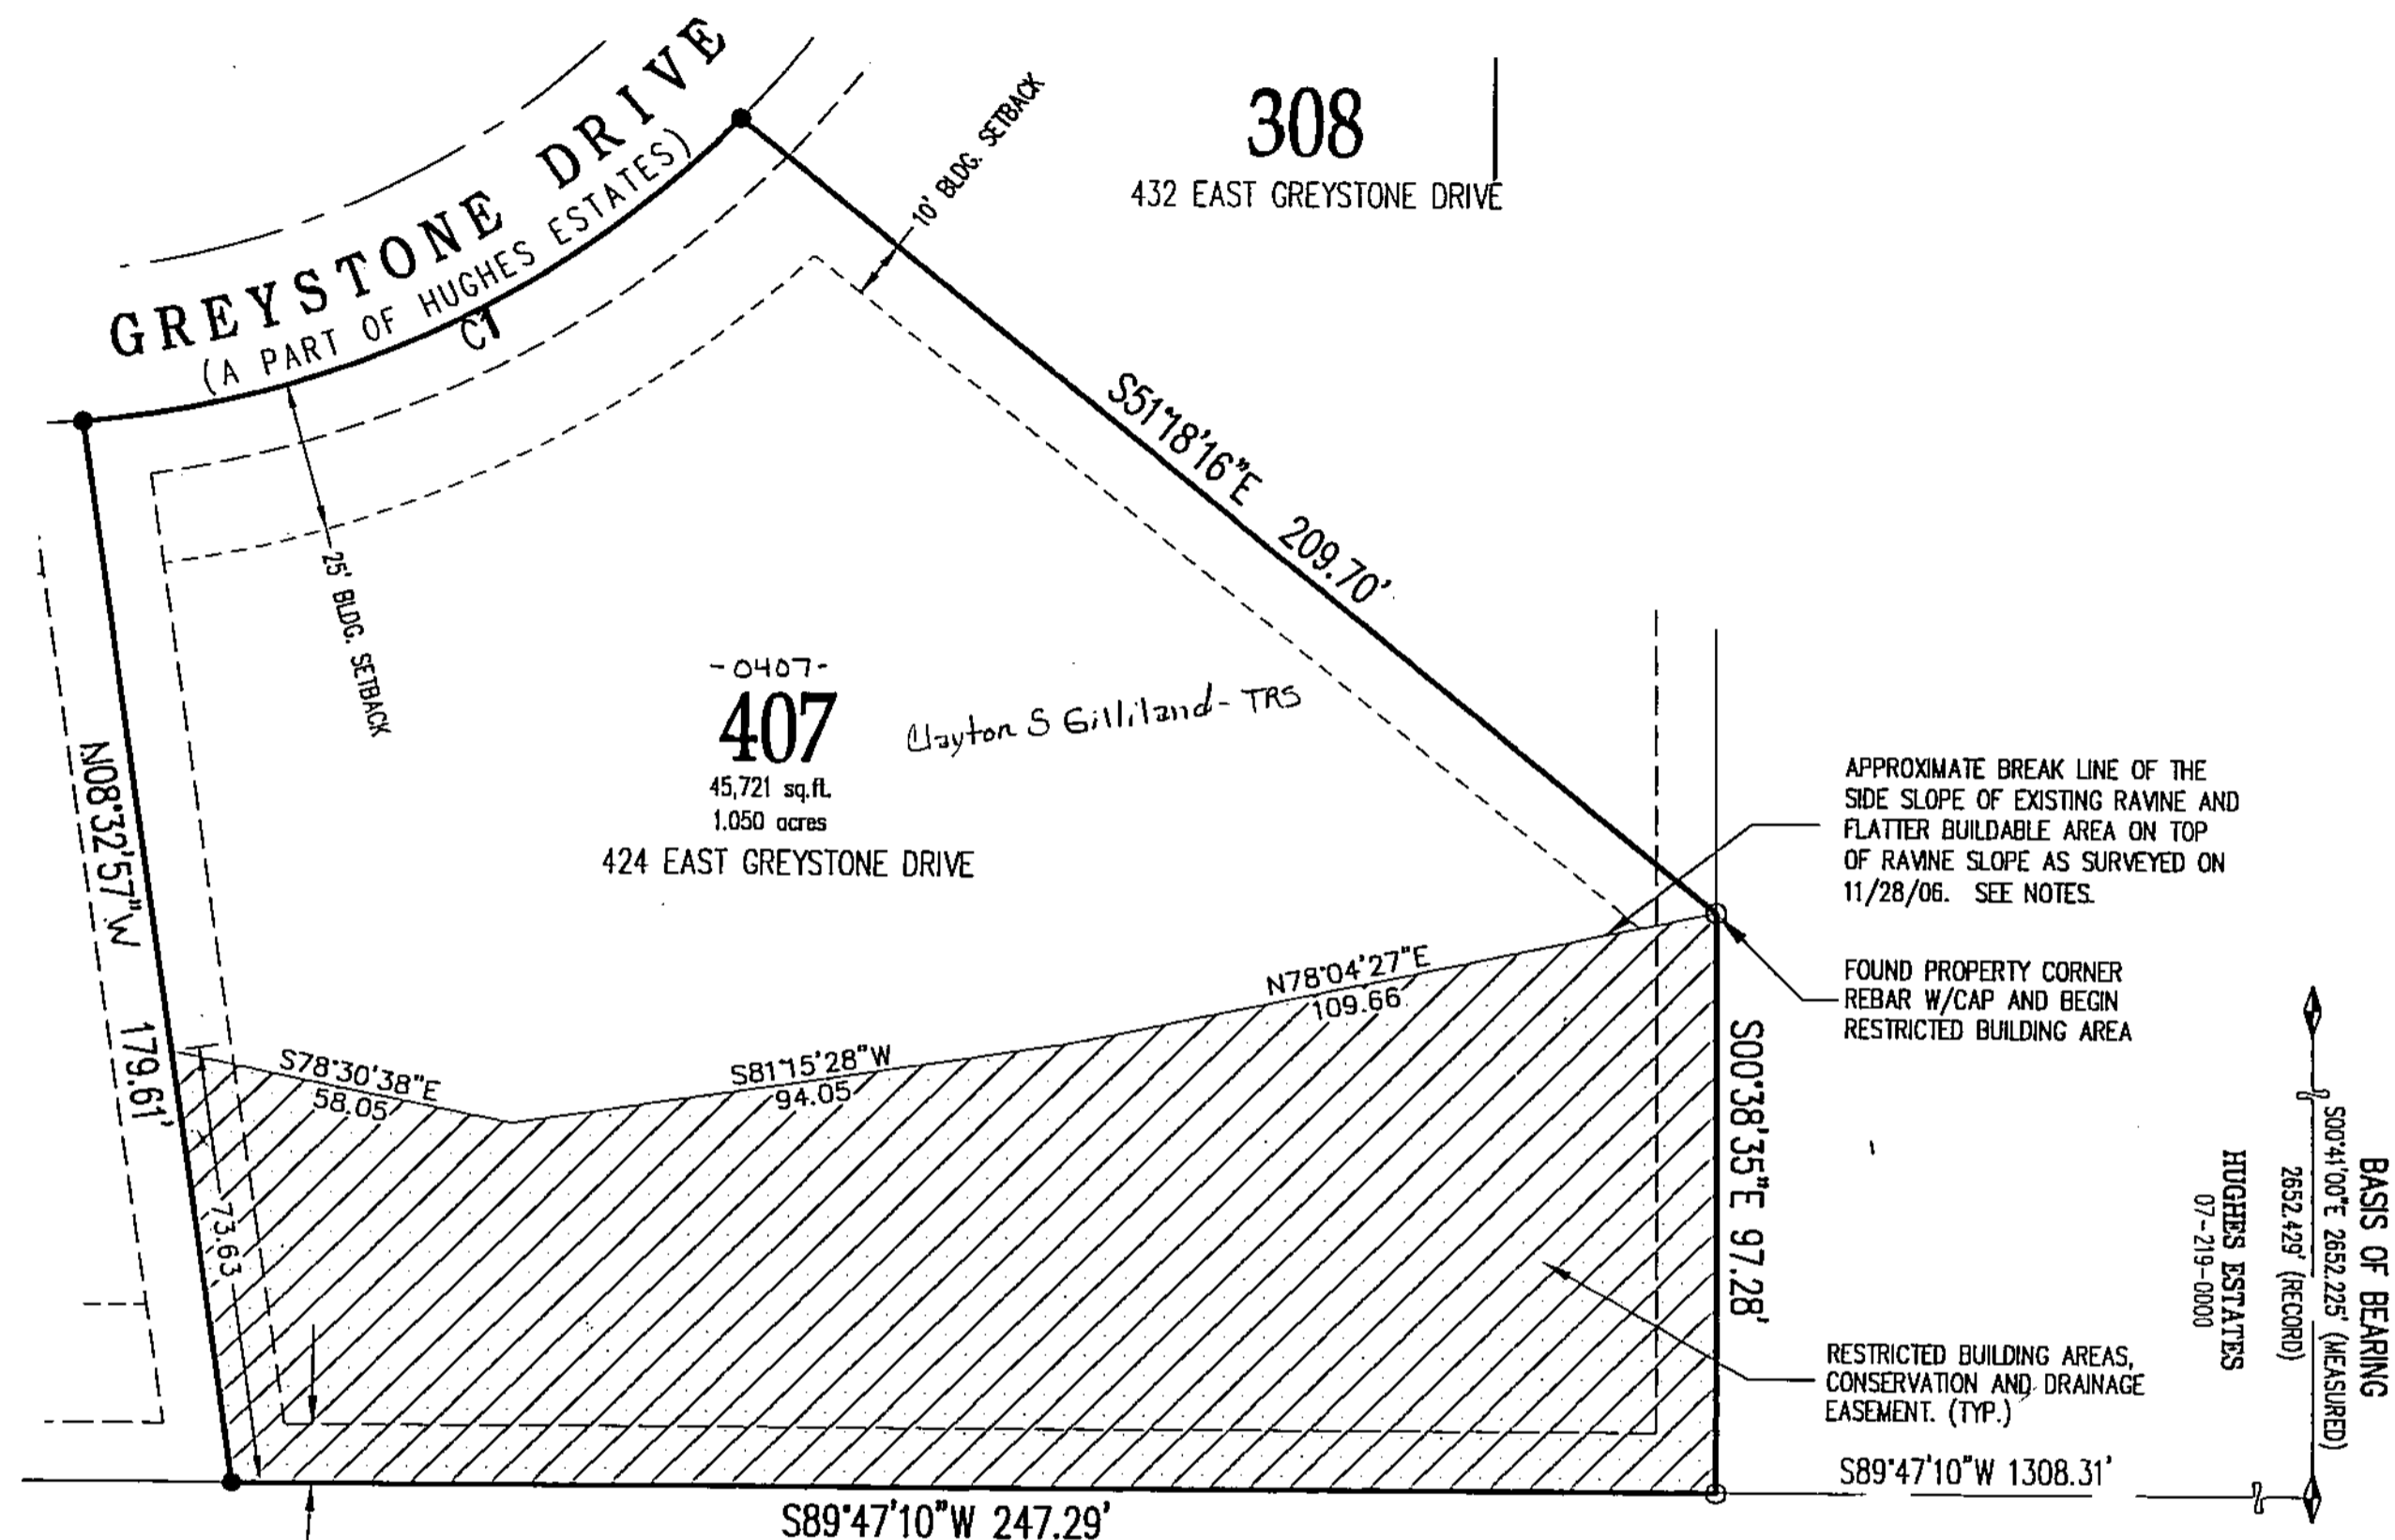 GREYSTONE DRIVE
(A PART OF HUGHES ESTATES)
C1
10' BLDG. SETBACK
308
432 EAST GREYSTONE DRIVE
S51°18'16"E 209.70'
25' BLDG. SETBACK
-0407-
407
Clayton S Gilliland - TRS
45,721 sq.ft.
1.050 acres
424 EAST GREYSTONE DRIVE
N08°32'57"W 179.61'
APPROXIMATE BREAK LINE OF THE
SIDE SLOPE OF EXISTING RAVINE AND
FLATTER BUILDABLE AREA ON TOP
OF RAVINE SLOPE AS SURVEYED ON
11/28/06. SEE NOTES.
FOUND PROPERTY CORNER
REBAR W/CAP AND BEGIN
RESTRICTED BUILDING AREA
N78°04'27"E
109.66
S78°30'38"E
58.05
S81°15'28"W
94.05
73.63
S00°38'35"E 97.28'
RESTRICTED BUILDING AREAS,
CONSERVATION AND DRAINAGE
EASEMENT. (TYP.)
S89°47'10"W 1308.31'
S89°47'10"W 247.29'
BASIS OF BEARING
S00°41'00"E 2652.225' (MEASURED)
2652.429' (RECORD)
HUGHES ESTATES
07-219-0000